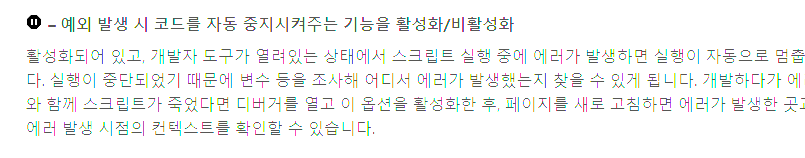 – 예외 발생 시 코드를 자동 중지시켜주는 기능을 활성화/비활성화
활성화되어 있고, 개발자 도구가 열려있는 상태에서 스크립트 실행 중에 에러가 발생하면 실행이 자동으로 멈춥
다. 실행이 중단되었기 때문에 변수 등을 조사해 어디서 에러가 발생했는지 찾을 수 있게 됩니다. 개발하다가 에
와 함께 스크립트가 죽었다면 디버거를 열고 이 옵션을 활성화한 후, 페이지를 새로 고침하면 에러가 발생한 곳과
에러 발생 시점의 컨텍스트를 확인할 수 있습니다.